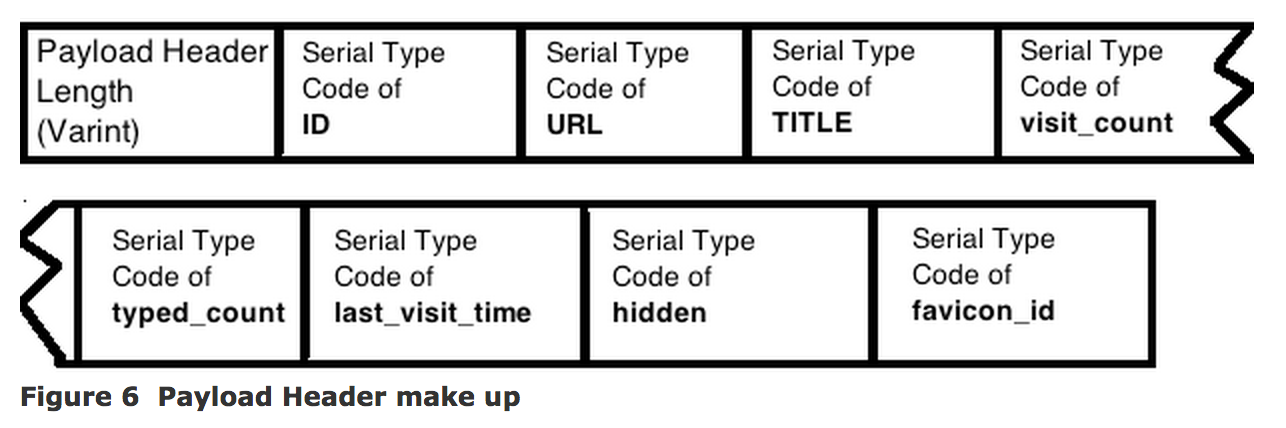 Payload Header
Length
(Varint)
Serial Type
Code of
ID
Serial Type
Code of
URL
Serial Type
Code of
TITLE
Serial Type
Code of
visit_count
Serial Type
Code of
typed_count
Serial Type
Code of
last_visit_time
Serial Type
Code of
hidden
Serial Type
Code of
favicon_id
Figure 6 Payload Header make up